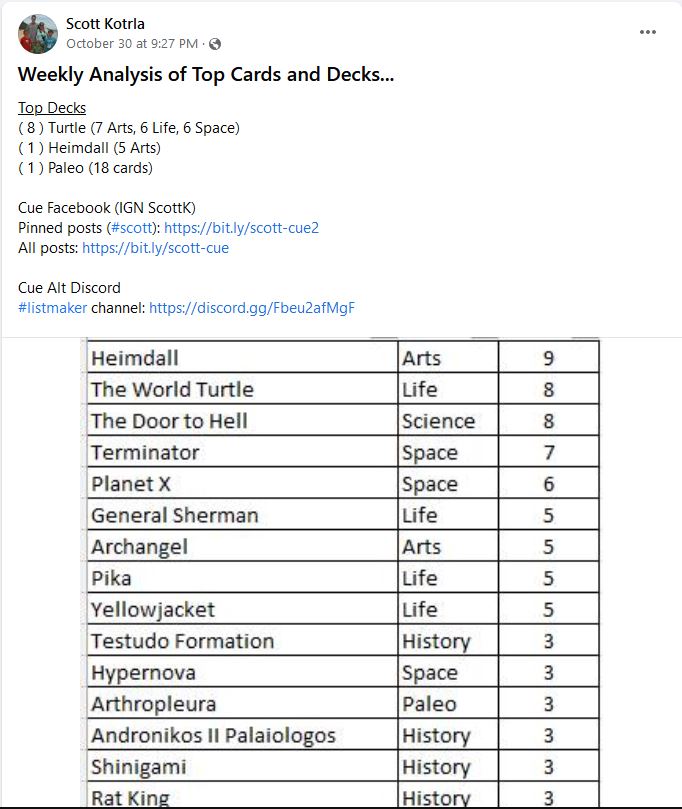 Scott Kotrla
October 30 at 9:27 PM ·
Weekly Analysis of Top Cards and Decks...
Top Decks
( 8 ) Turtle (7 Arts, 6 Life, 6 Space)
( 1 ) Heimdall (5 Arts)
( 1 ) Paleo (18 cards)
Cue Facebook (IGN ScottK)
Pinned posts (#scott): https://bit.ly/scott-cue2
All posts: https://bit.ly/scott-cue
Cue Alt Discord
#listmaker channel: https://discord.gg/Fbeu2afMgF
Heimdall Arts 9
The World Turtle Life 8
The Door to Hell Science 8
Terminator Space 7
Planet X Space 6
General Sherman Life 5
Archangel Arts 5
Pika Life 5
Yellowjacket Life 5
Testudo Formation History 3
Hypernova Space 3
Arthropleura Paleo 3
Andronikos II Palaiologos History 3
Shinigami History 3
Rat King History 3